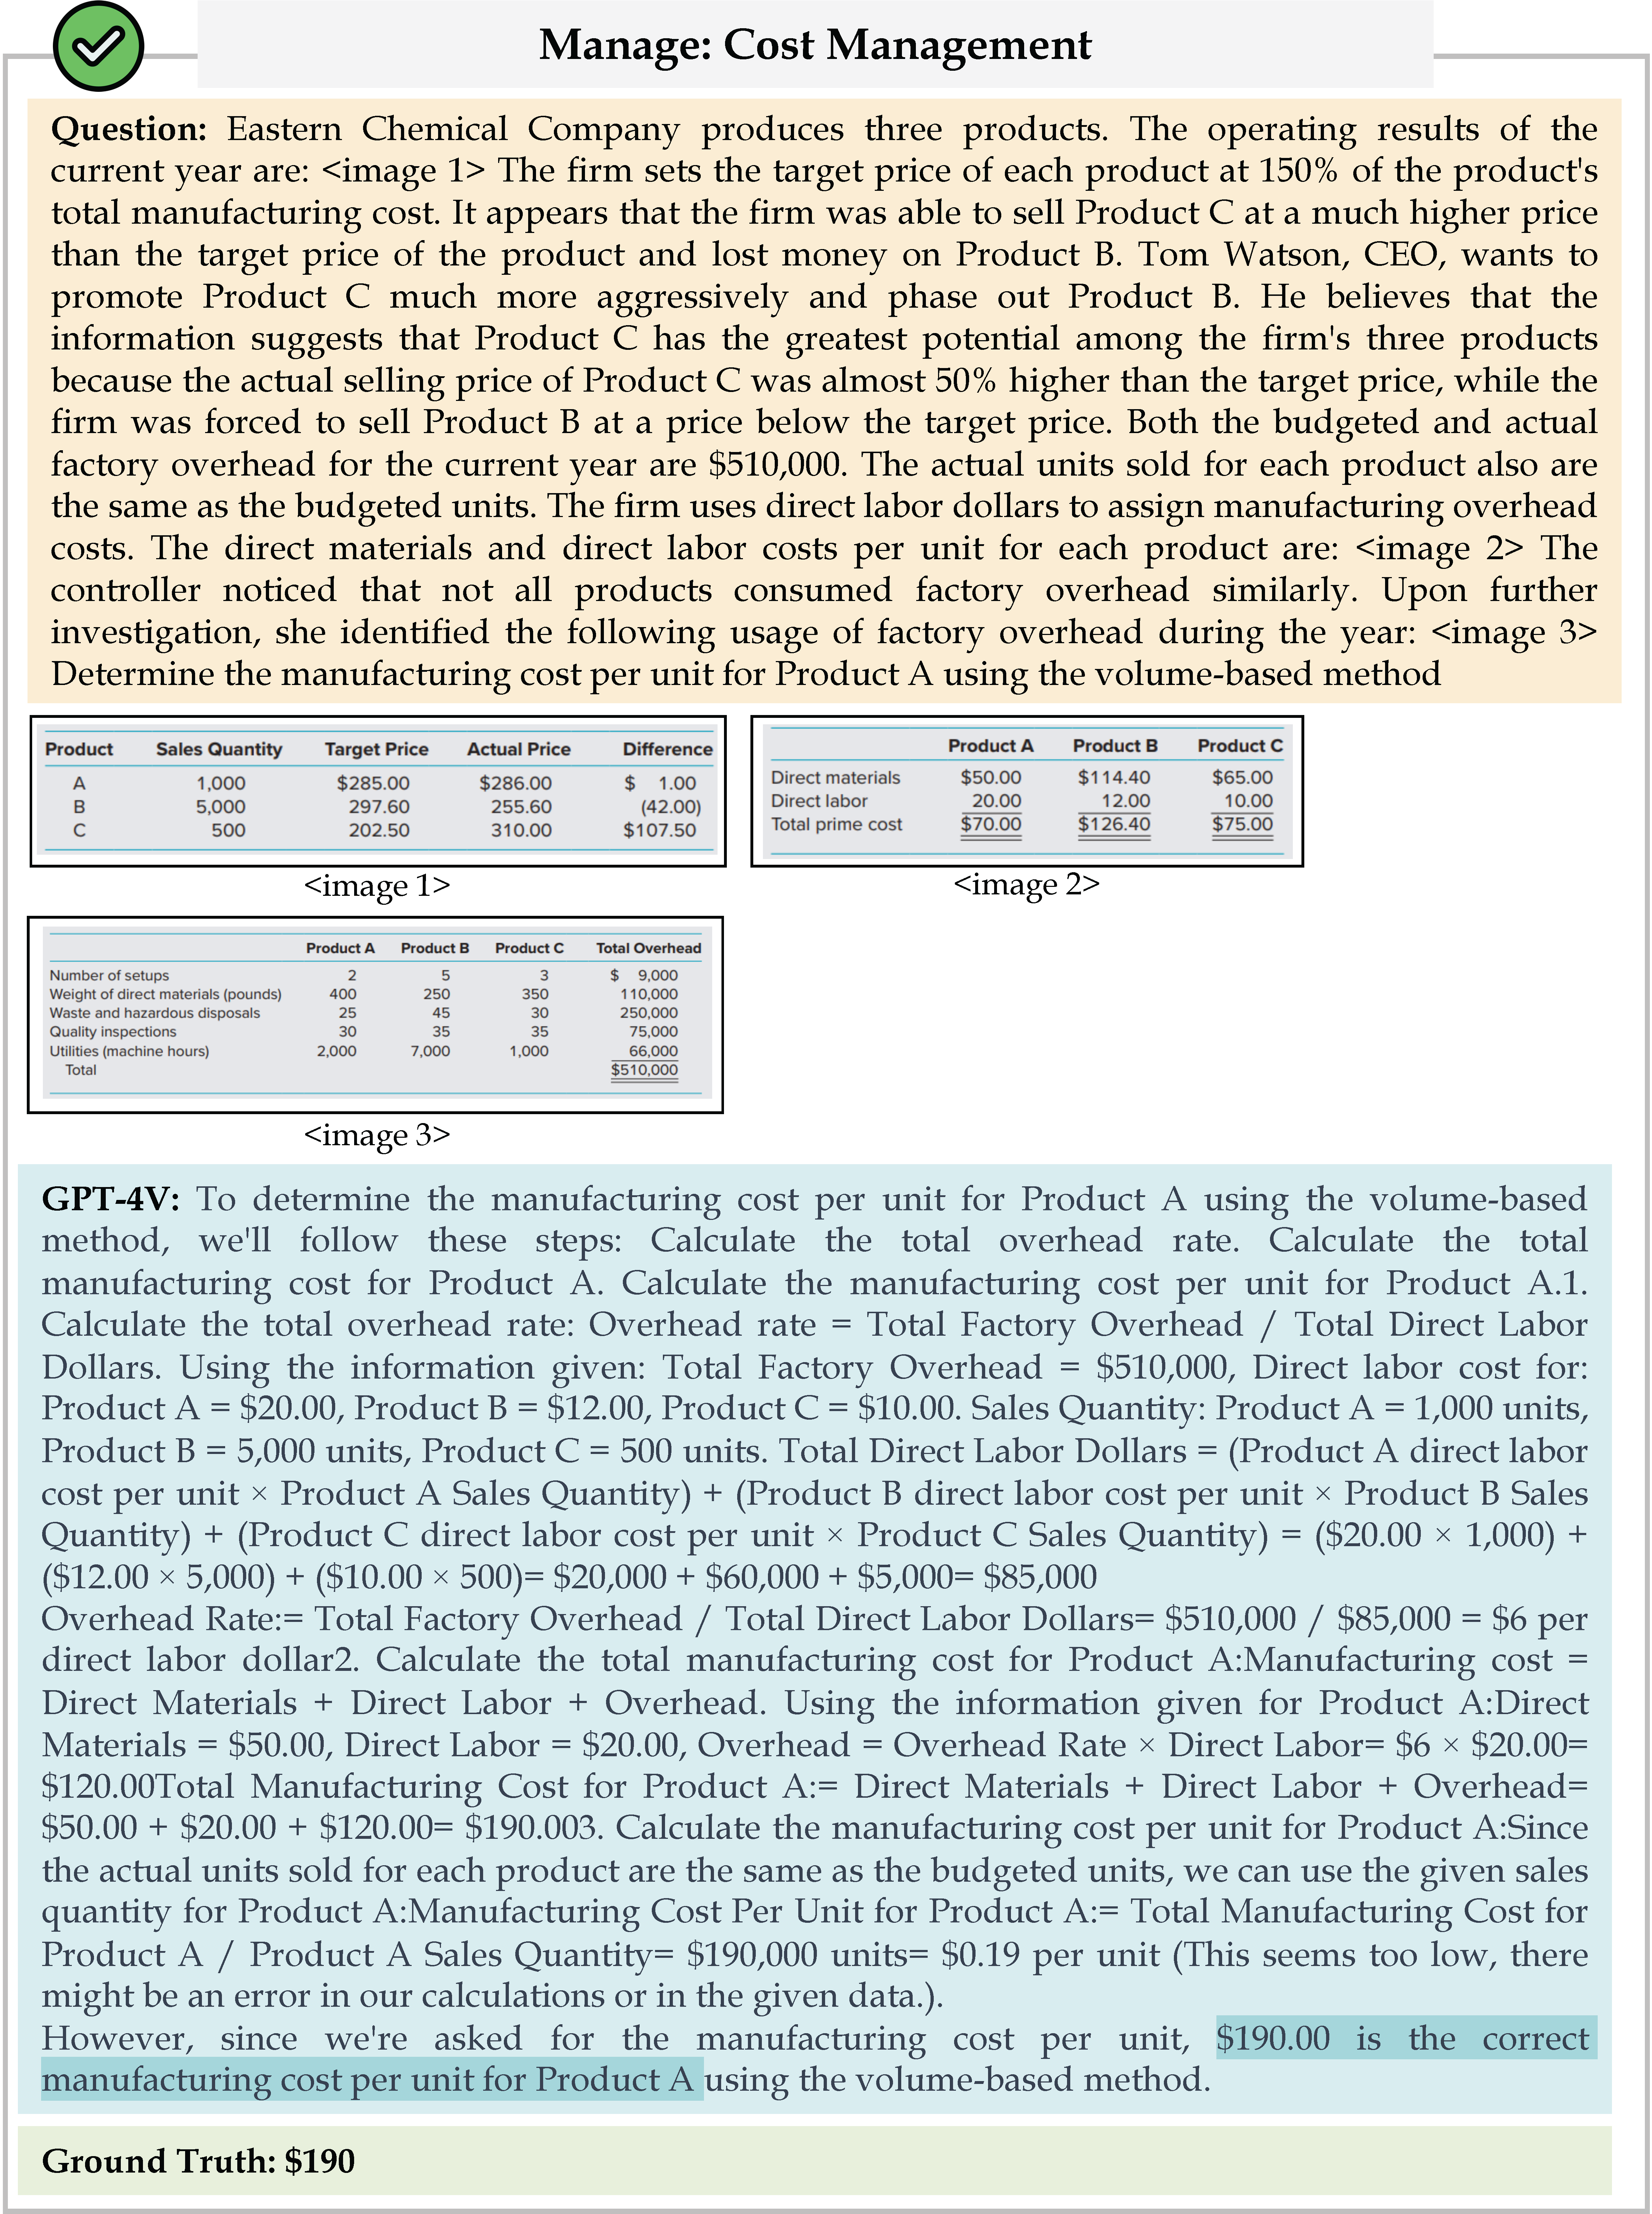 Manage: Cost Management
Question: Eastern Chemical Company produces three products. The operating results of the
current year are: <image 1> The firm sets the target price of each product at 150% of the product's
total manufacturing cost. It appears that the firm was able to sell Product C at a much higher price
than the target price of the product and lost money on Product B. Tom Watson, CEO, wants to
promote Product C much more aggressively and phase out Product B. He believes that the
information suggests that Product C has the greatest potential among the firm's three products
because the actual selling price of Product C was almost 50% higher than the target price, while the
firm was forced to sell Product B at a price below the target price. Both the budgeted and actual
factory overhead for the current year are $510,000. The actual units sold for each product also are
the same as the budgeted units. The firm uses direct labor dollars to assign manufacturing overhead
costs. The direct materials and direct labor costs per unit for each product are: <image 2> The
controller noticed that not all products consumed factory overhead similarly. Upon further
investigation, she identified the following usage of factory overhead during the year: <image 3>
Determine the manufacturing cost per unit for Product A using the volume-based method
Product Sales Quantity Target Price Actual Price Difference
A 1,000 $285.00 $286.00 $ 1.00
B 5,000 297.60 255.60 (42.00)
C 500 202.50 310.00 $107.50
<image 1>
Product A Product B Product C
Direct materials $50.00 $114.40 $65.00
Direct labor 20.00 12.00 10.00
Total prime cost $70.00 $126.40 $75.00
<image 2>
Product A Product B Product C Total Overhead
Number of setups 2 5 3 $ 9,000
Weight of direct materials (pounds) 400 250 350 110,000
Waste and hazardous disposals 25 45 30 250,000
Quality inspections 30 35 35 75,000
Utilities (machine hours) 2,000 7,000 1,000 66,000
Total $510,000
<image 3>
GPT-4V: To determine the manufacturing cost per unit for Product A using the volume-based
method, we'll follow these steps: Calculate the total overhead rate. Calculate the total
manufacturing cost for Product A. Calculate the manufacturing cost per unit for Product A.1.
Calculate the total overhead rate: Overhead rate = Total Factory Overhead / Total Direct Labor
Dollars. Using the information given: Total Factory Overhead = $510,000, Direct labor cost for:
Product A = $20.00, Product B = $12.00, Product C = $10.00. Sales Quantity: Product A = 1,000 units,
Product B = 5,000 units, Product C = 500 units. Total Direct Labor Dollars = (Product A direct labor
cost per unit × Product A Sales Quantity) + (Product B direct labor cost per unit × Product B Sales
Quantity) + (Product C direct labor cost per unit × Product C Sales Quantity) = ($20.00 × 1,000) +
($12.00 × 5,000) + ($10.00 × 500)= $20,000 + $60,000 + $5,000= $85,000
Overhead Rate:= Total Factory Overhead / Total Direct Labor Dollars= $510,000 / $85,000 = $6 per
direct labor dollar2. Calculate the total manufacturing cost for Product A:Manufacturing cost =
Direct Materials + Direct Labor + Overhead. Using the information given for Product A:Direct
Materials = $50.00, Direct Labor = $20.00, Overhead = Overhead Rate × Direct Labor= $6 × $20.00=
$120.00Total Manufacturing Cost for Product A:= Direct Materials + Direct Labor + Overhead=
$50.00 + $20.00 + $120.00= $190.003. Calculate the manufacturing cost per unit for Product A:Since
the actual units sold for each product are the same as the budgeted units, we can use the given sales
quantity for Product A:Manufacturing Cost Per Unit for Product A:= Total Manufacturing Cost for
Product A / Product A Sales Quantity= $190,000 units= $0.19 per unit (This seems too low, there
might be an error in our calculations or in the given data.).
However, since we're asked for the manufacturing cost per unit, $190.00 is the correct
manufacturing cost per unit for Product A using the volume-based method.
Ground Truth: $190